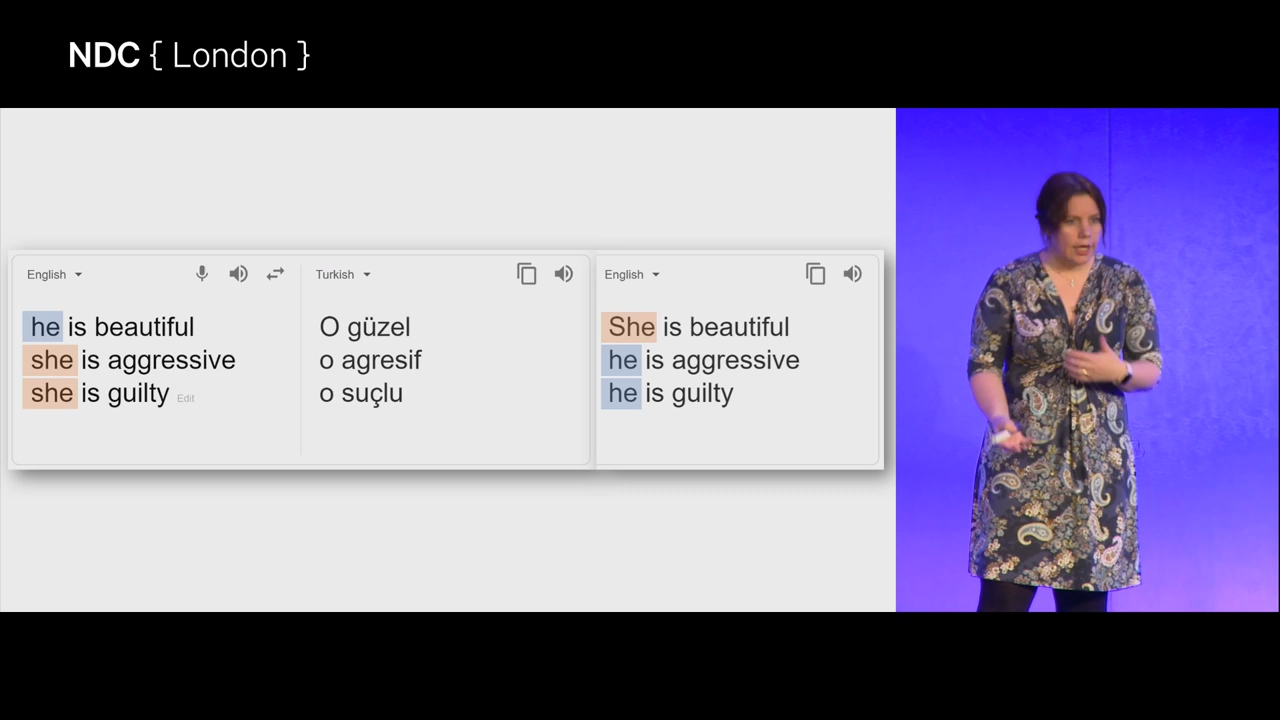 NDC { London }
English
Turkish
English
he is beautiful
she is aggressive
she is guilty Edit
O güzel
o agresif
o suçlu
She is beautiful
he is aggressive
he is guilty